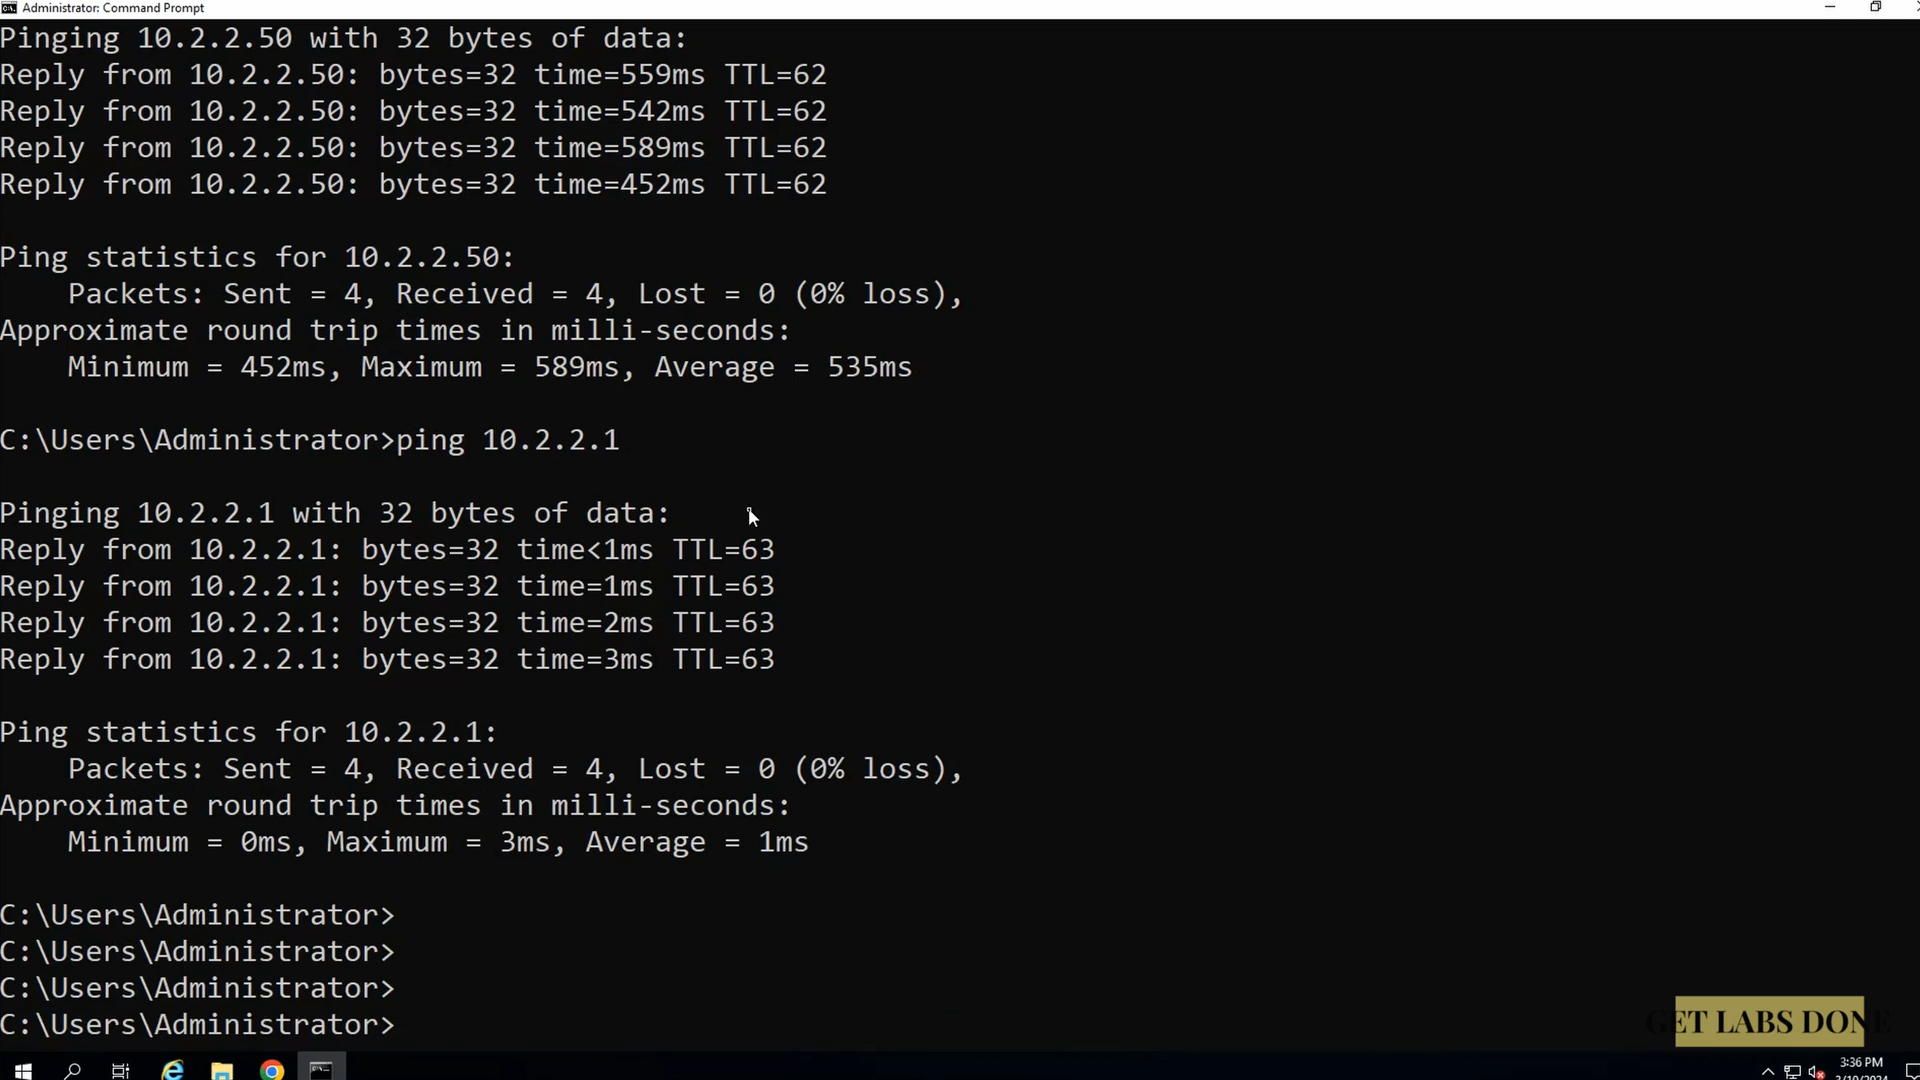 Administrator: Command Prompt
Pinging 10.2.2.50 with 32 bytes of data:
Reply from 10.2.2.50: bytes=32 time=559ms TTL=62
Reply from 10.2.2.50: bytes=32 time=542ms TTL=62
Reply from 10.2.2.50: bytes=32 time=589ms TTL=62
Reply from 10.2.2.50: bytes=32 time=452ms TTL=62
Ping statistics for 10.2.2.50:
    Packets: Sent = 4, Received = 4, Lost = 0 (0% loss),
Approximate round trip times in milli-seconds:
    Minimum = 452ms, Maximum = 589ms, Average = 535ms
C:\Users\Administrator>ping 10.2.2.1
Pinging 10.2.2.1 with 32 bytes of data:
Reply from 10.2.2.1: bytes=32 time<1ms TTL=63
Reply from 10.2.2.1: bytes=32 time=1ms TTL=63
Reply from 10.2.2.1: bytes=32 time=2ms TTL=63
Reply from 10.2.2.1: bytes=32 time=3ms TTL=63
Ping statistics for 10.2.2.1:
    Packets: Sent = 4, Received = 4, Lost = 0 (0% loss),
Approximate round trip times in milli-seconds:
    Minimum = 0ms, Maximum = 3ms, Average = 1ms
C:\Users\Administrator>
C:\Users\Administrator>
C:\Users\Administrator>
C:\Users\Administrator>
GET LABS DONE
3:36 PM